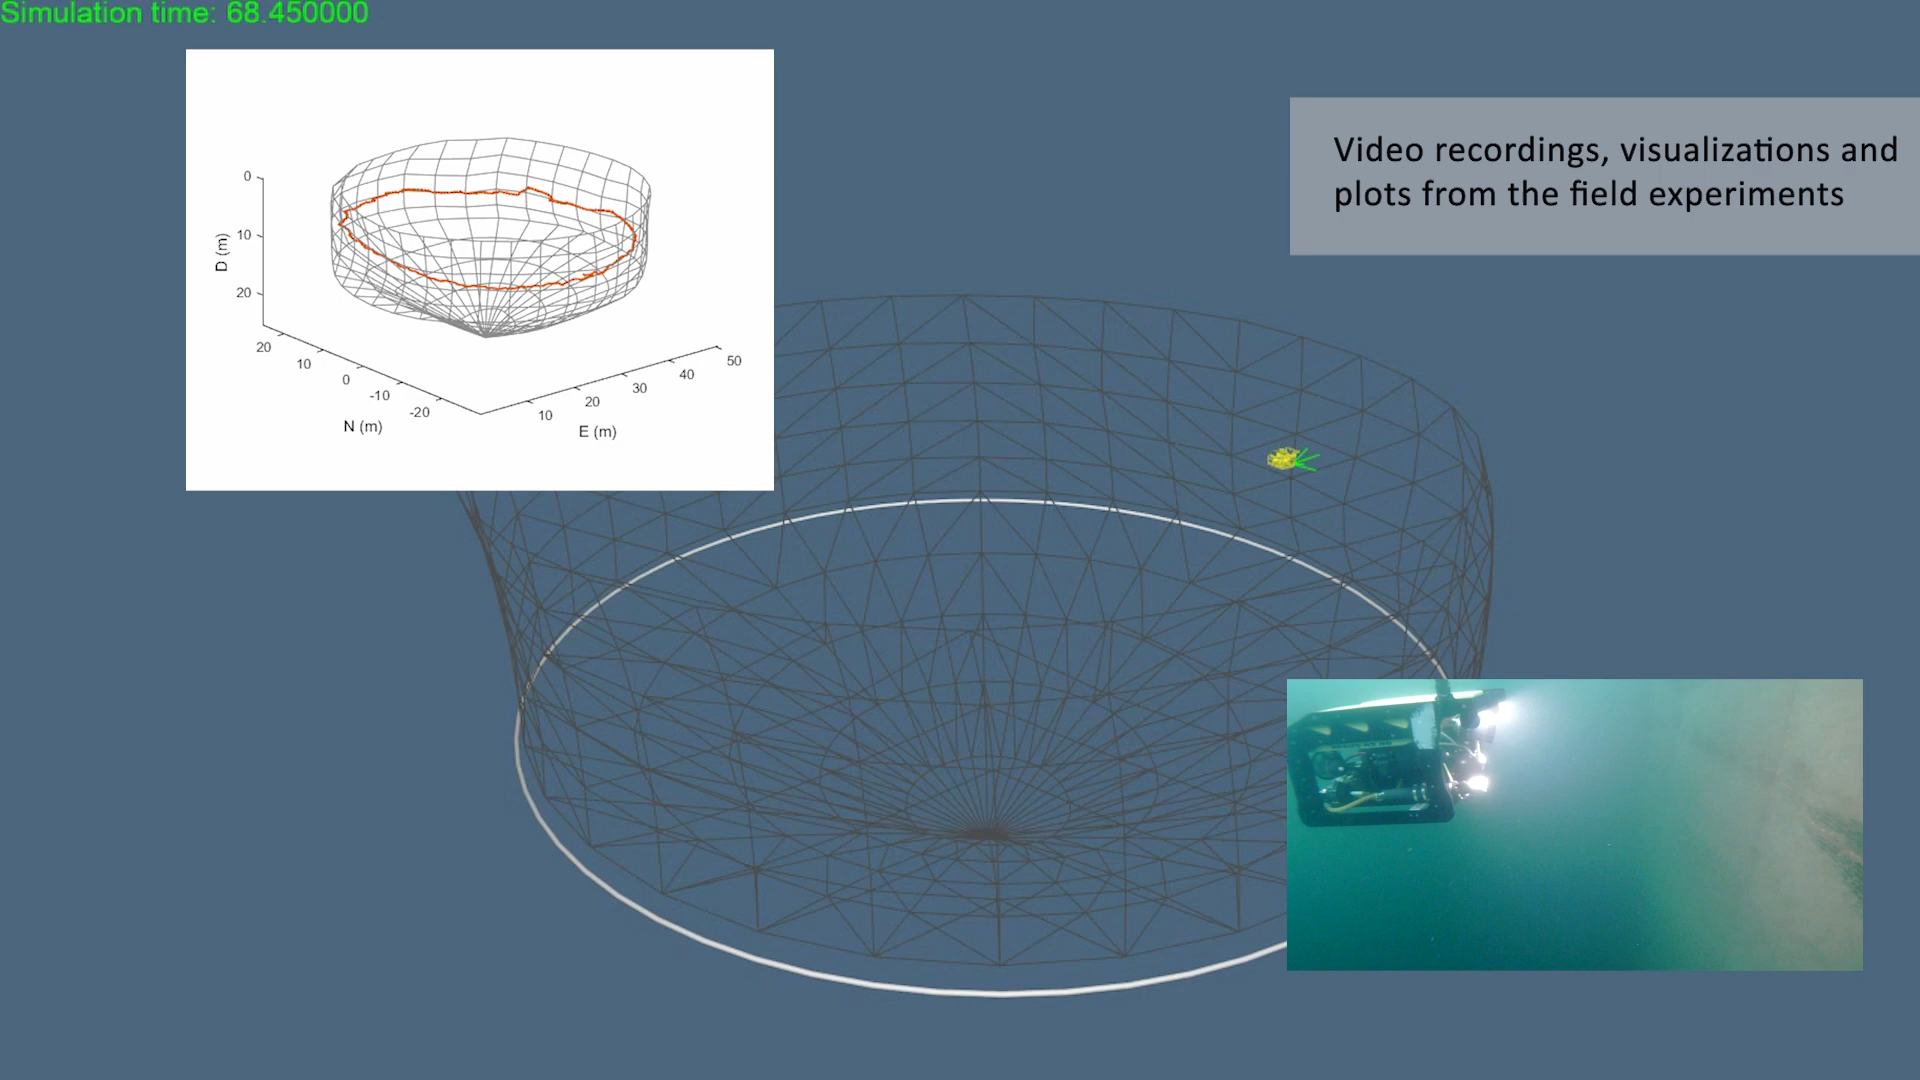 Simulation time: 68.450000
Video recordings, visualizations and
plots from the field experiments
0
10
20
D (m)
20
10
0
-10
-20
N (m)
10
20
30
40
50
E (m)